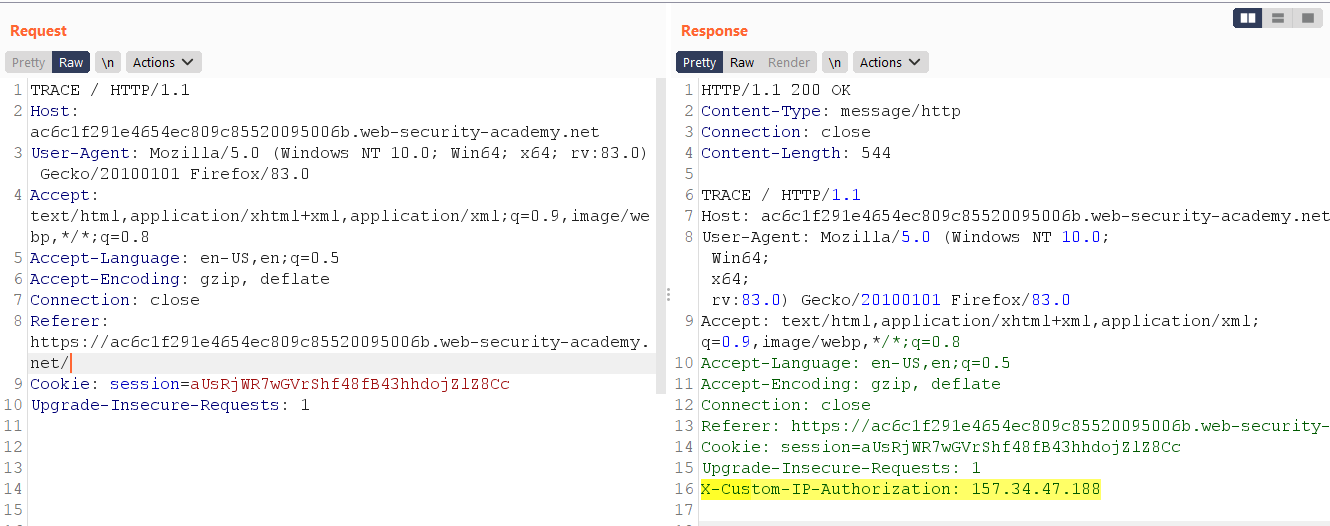 Request
Pretty Raw \n Actions
1 TRACE / HTTP/1.1
2 Host:
ac6c1f291e4654ec809c85520095006b.web-security-academy.net
3 User-Agent: Mozilla/5.0 (Windows NT 10.0; Win64; x64; rv:83.0)
Gecko/20100101 Firefox/83.0
4 Accept:
text/html,application/xhtml+xml,application/xml;q=0.9,image/we
bp,*/*;q=0.8
5 Accept-Language: en-US,en;q=0.5
6 Accept-Encoding: gzip, deflate
7 Connection: close
8 Referer:
https://ac6c1f291e4654ec809c85520095006b.web-security-academy.
net/
9 Cookie: session=aUsRjWR7wGVrShf48fB43hhdojZlZ8Cc
10 Upgrade-Insecure-Requests: 1
11
12
13
14
15
Response
Pretty Raw Render \n Actions
1 HTTP/1.1 200 OK
2 Content-Type: message/http
3 Connection: close
4 Content-Length: 544
5
6 TRACE / HTTP/1.1
7 Host: ac6c1f291e4654ec809c85520095006b.web-security-academy.net
8 User-Agent: Mozilla/5.0 (Windows NT 10.0;
Win64;
x64;
rv:83.0) Gecko/20100101 Firefox/83.0
9 Accept: text/html,application/xhtml+xml,application/xml;
q=0.9,image/webp,*/*;q=0.8
10 Accept-Language: en-US,en;q=0.5
11 Accept-Encoding: gzip, deflate
12 Connection: close
13 Referer: https://ac6c1f291e4654ec809c85520095006b.web-security-
14 Cookie: session=aUsRjWR7wGVrShf48fB43hhdojZlZ8Cc
15 Upgrade-Insecure-Requests: 1
16 X-Custom-IP-Authorization: 157.34.47.188
17